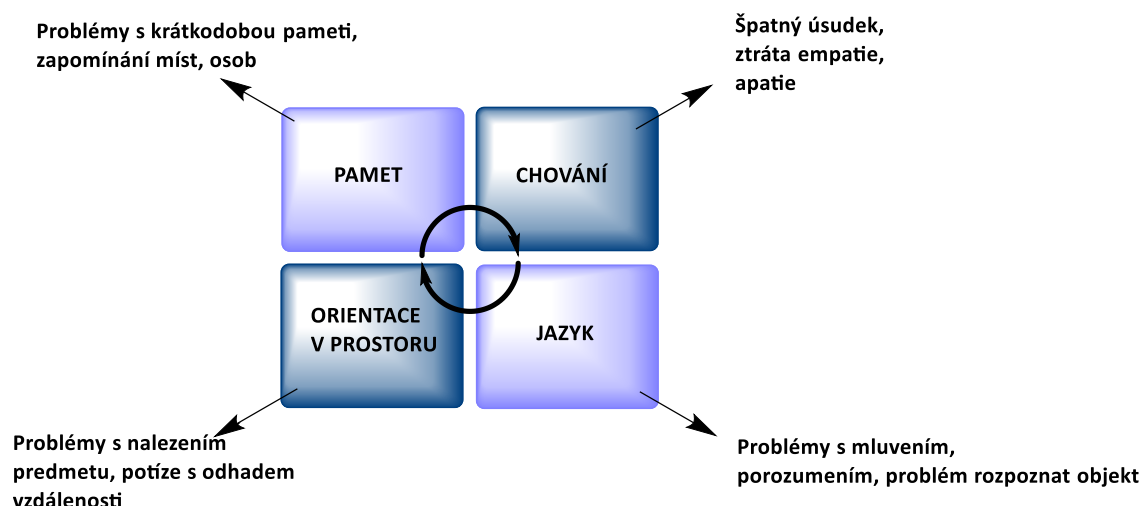 Problémy s krátkodobou pameti,
zapomínání míst, osob
Špatný úsudek,
ztráta empatie,
apatie
PAMET
CHOVÁNÍ
ORIENTACE
V PROSTORU
JAZYK
Problémy s nalezením
predmetu, potíze s odhadem
vzdálenosti
Problémy s mluvením,
porozumením, problém rozpoznat objekt